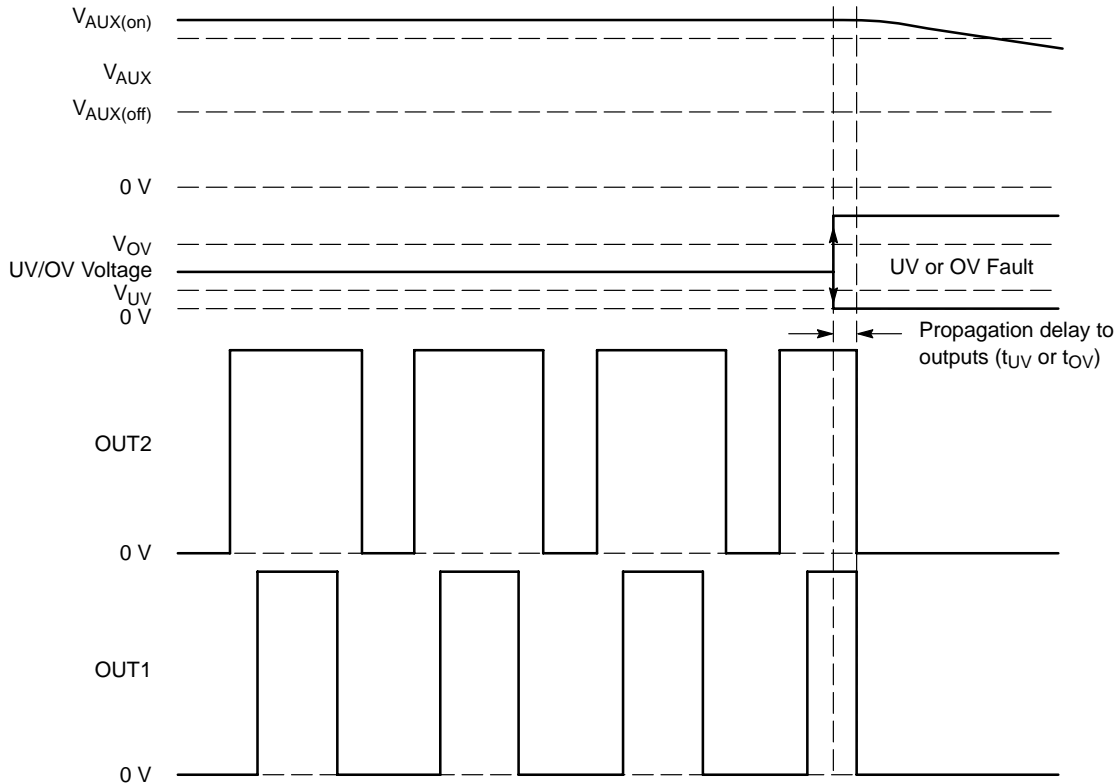 VAUX(on)
VAUX
VAUX(off)
0 V
VOV
UV/OV Voltage
UV or OV Fault
VUV
0 V
Propagation delay to
outputs (tUV or tOV)
OUT2
0 V
OUT1
0 V